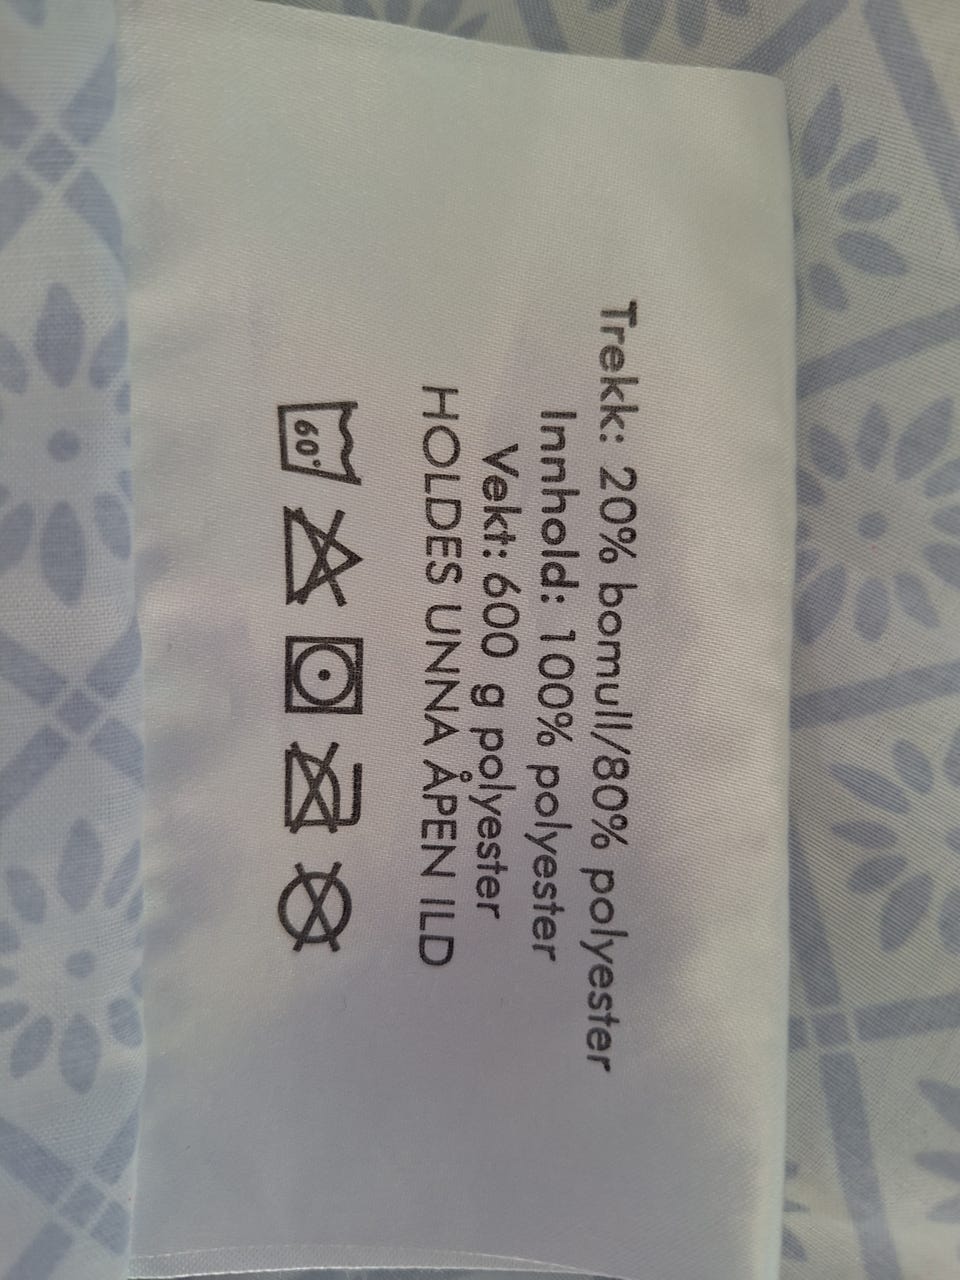 Trekk: 20% bomull/80% polyester
Innhold: 100% polyester
Vekt: 600 g polyester
HOLDES UNNA ÅPEN ILD
60°